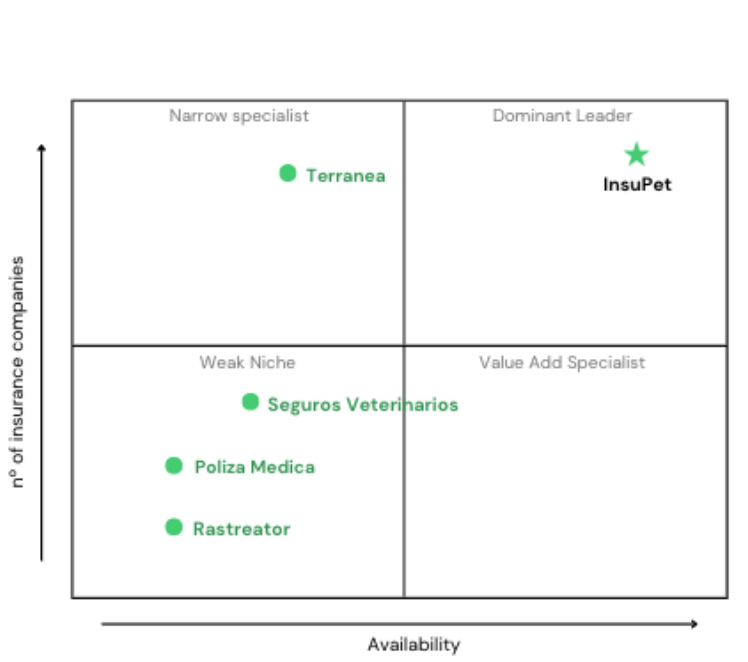 Narrow specialist
Dominant Leader
Terranea
InsuPet
nº of insurance companies
Weak Niche
Value Add Specialist
Seguros Veterinarios
Poliza Medica
Rastreator
Availability